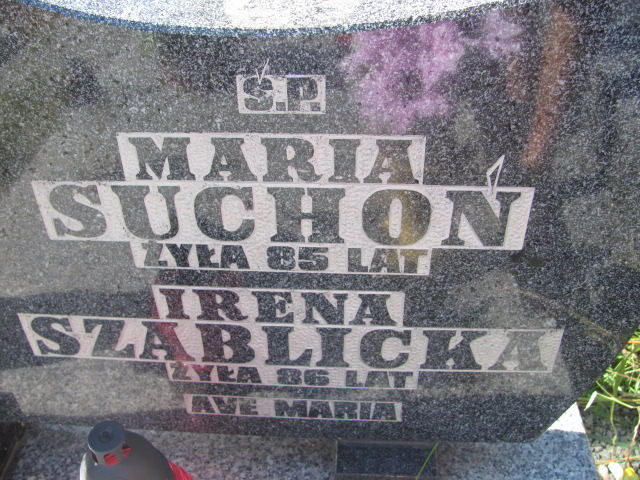 Ś.P.
MARIA
SUCHOŃ
ŻYŁA 85 LAT
IRENA
SZABLICKA
ŻYŁA 86 LAT
AVE MARIA